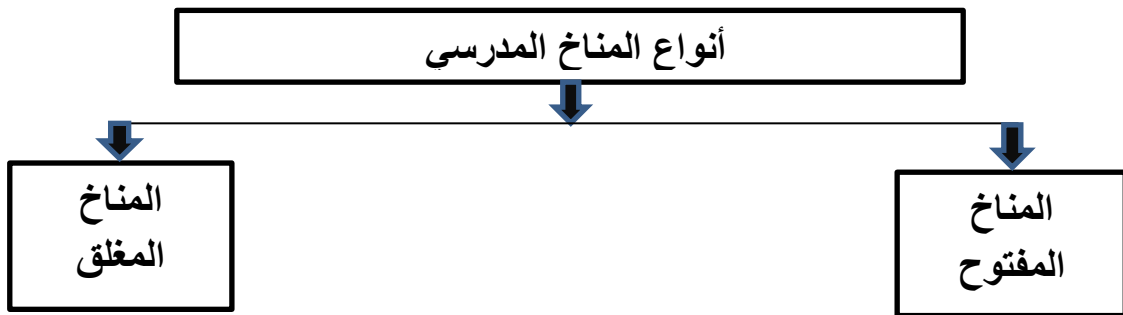 أنواع المناخ المدرسي
المناخ
المفتوح
المناخ
المغلق